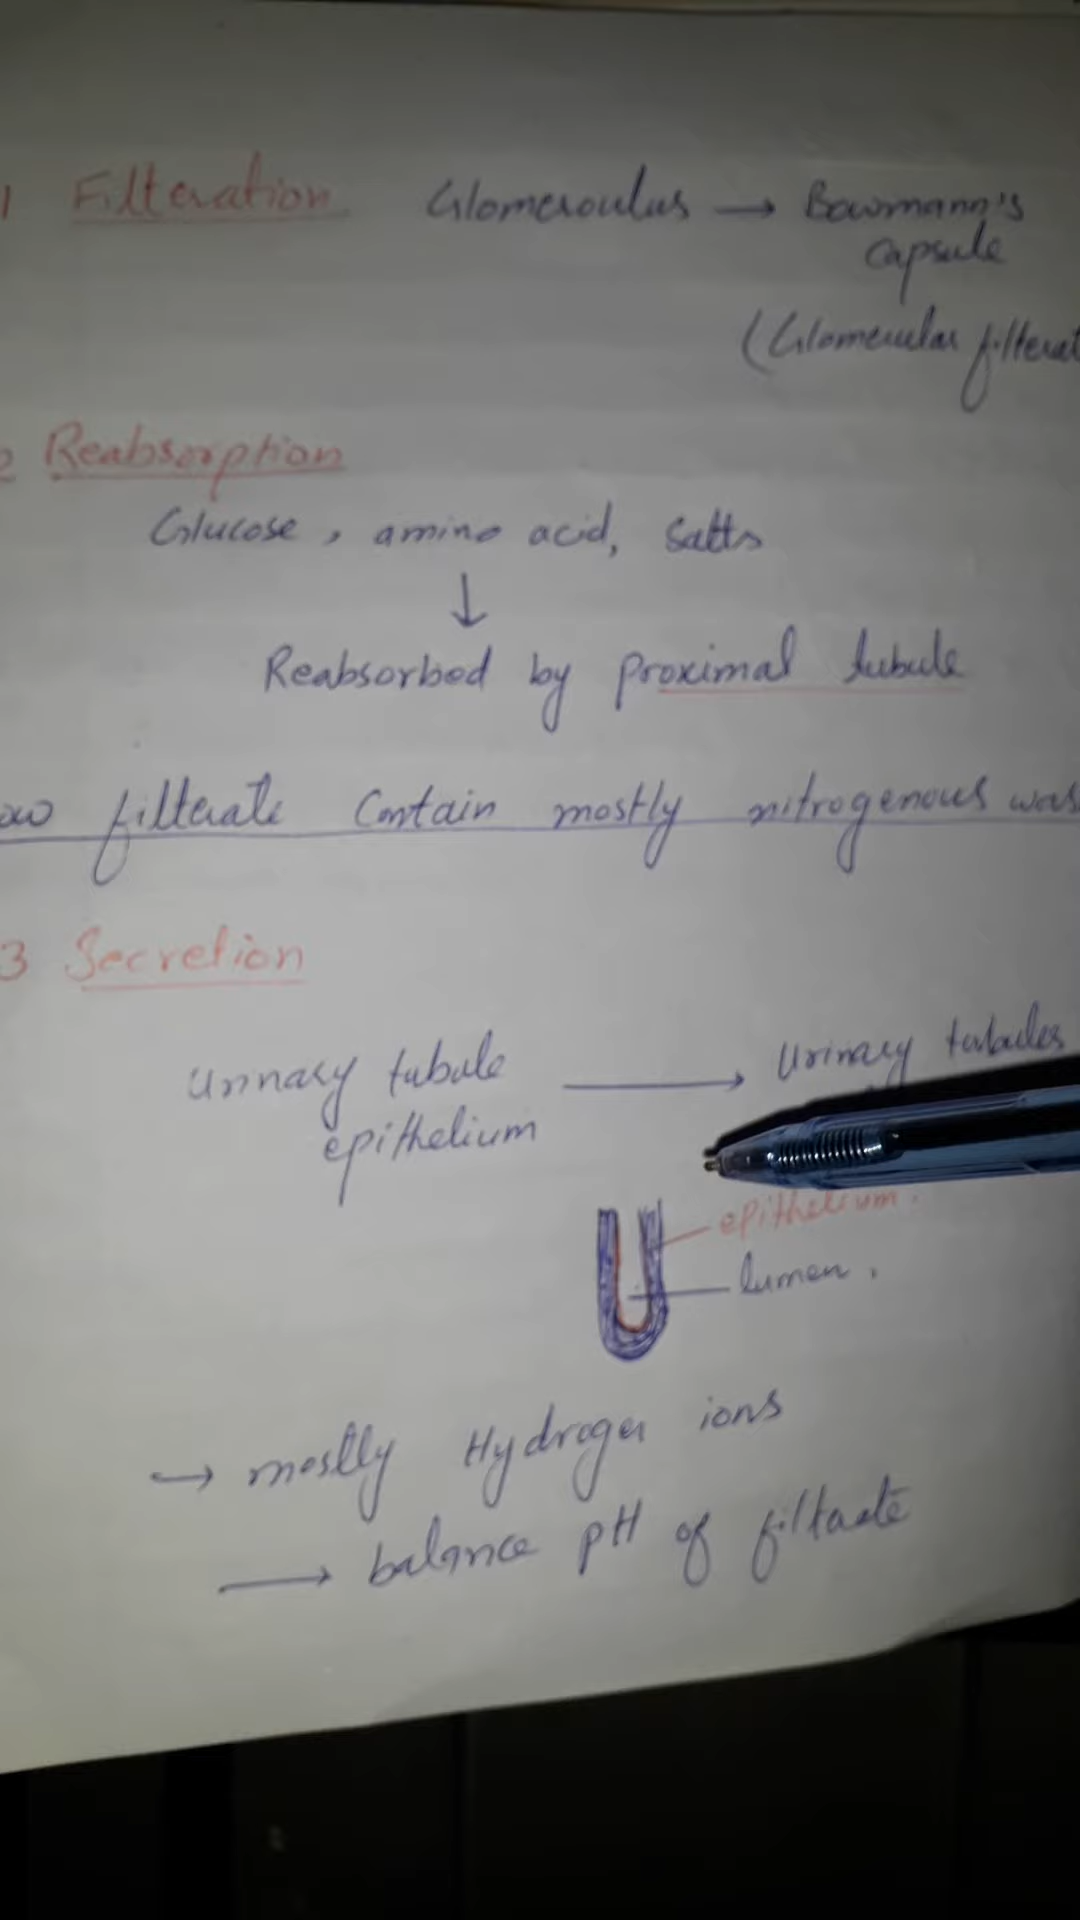 1 Filteration Glomeroulus → Bowmann's
capsule
(Glomerular filterat
2 Reabsorption
Glucose, amino acid, Salts
↓
Reabsorbed by proximal tubule
ow filterate Contain mostly nitrogenous was
3 Secretion
Urinary tubule → Urinary tubules
epithelium
epithelium.
lumen.
→ mostly Hydrogen ions
→ balance pH of filtrate